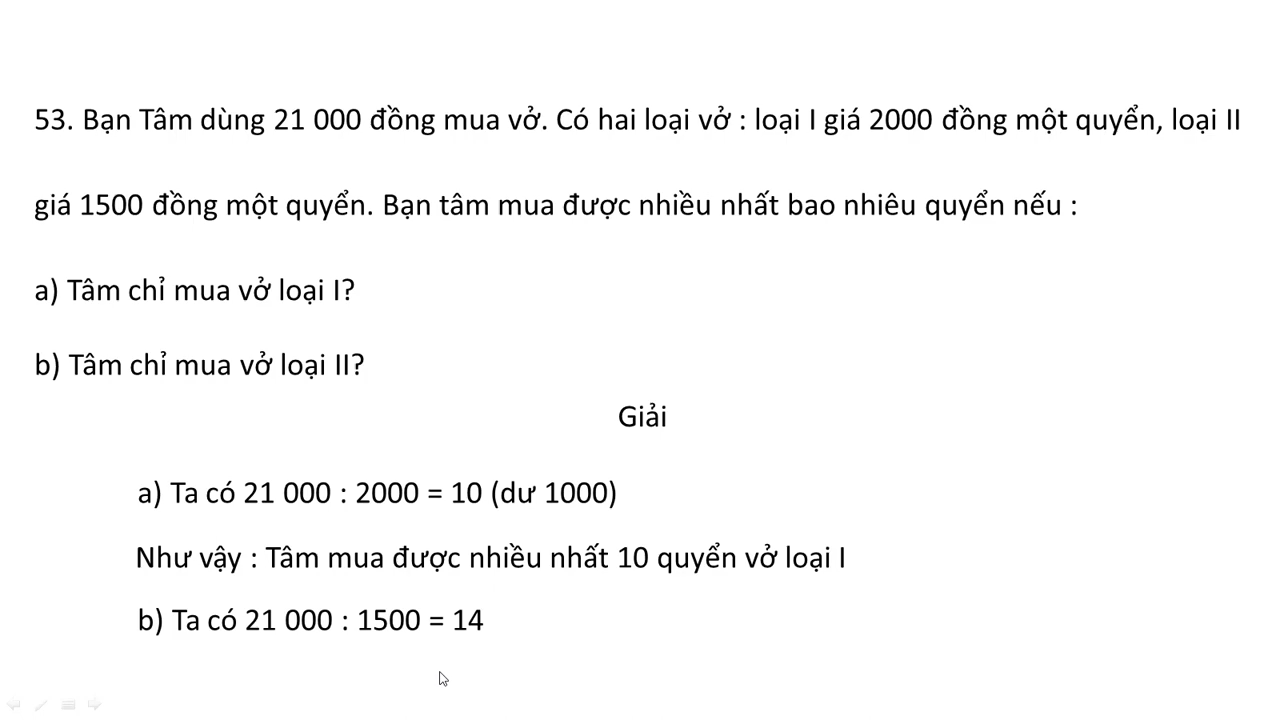 53. Bạn Tâm dùng 21 000 đồng mua vở. Có hai loại vở : loại I giá 2000 đồng một quyển, loại II
giá 1500 đồng một quyển. Bạn tâm mua được nhiều nhất bao nhiêu quyển nếu :
a) Tâm chỉ mua vở loại I?
b) Tâm chỉ mua vở loại II?
Giải
a) Ta có 21 000 : 2000 = 10 (dư 1000)
Như vậy : Tâm mua được nhiều nhất 10 quyển vở loại I
b) Ta có 21 000 : 1500 = 14